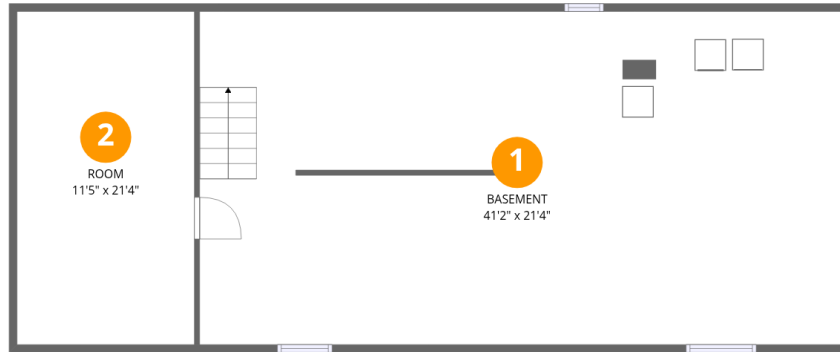 2
ROOM
11'5" x 21'4"
1
BASEMENT
41'2" x 21'4"